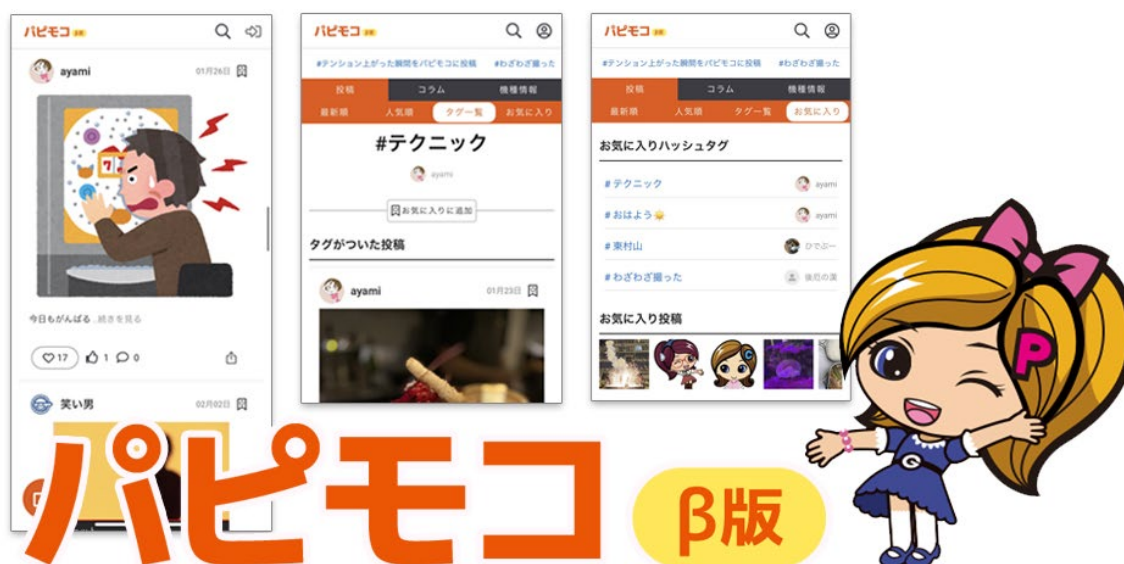 パピモコ β版
ayami
01月26日
今日もがんばる ..続きを見る
17
1
0
笑い男
02月02日
パピモコ β版
#テンション上がった瞬間をパピモコに投稿 #わざわざ撮った
投稿 コラム 機種情報
最新順 人気順 タグ一覧 お気に入り
#テクニック
ayami
お気に入りに追加
タグがついた投稿
ayami
01月23日
パピモコ β版
#テンション上がった瞬間をパピモコに投稿 #わざわざ撮った
投稿 コラム 機種情報
最新順 人気順 タグ一覧 お気に入り
お気に入りハッシュタグ
# テクニック ayami
# おはよう🌞 ayami
# 東村山 ひでぶー
# わざわざ撮った 後厄の漢
お気に入り投稿
P
G
パピモコ
β版